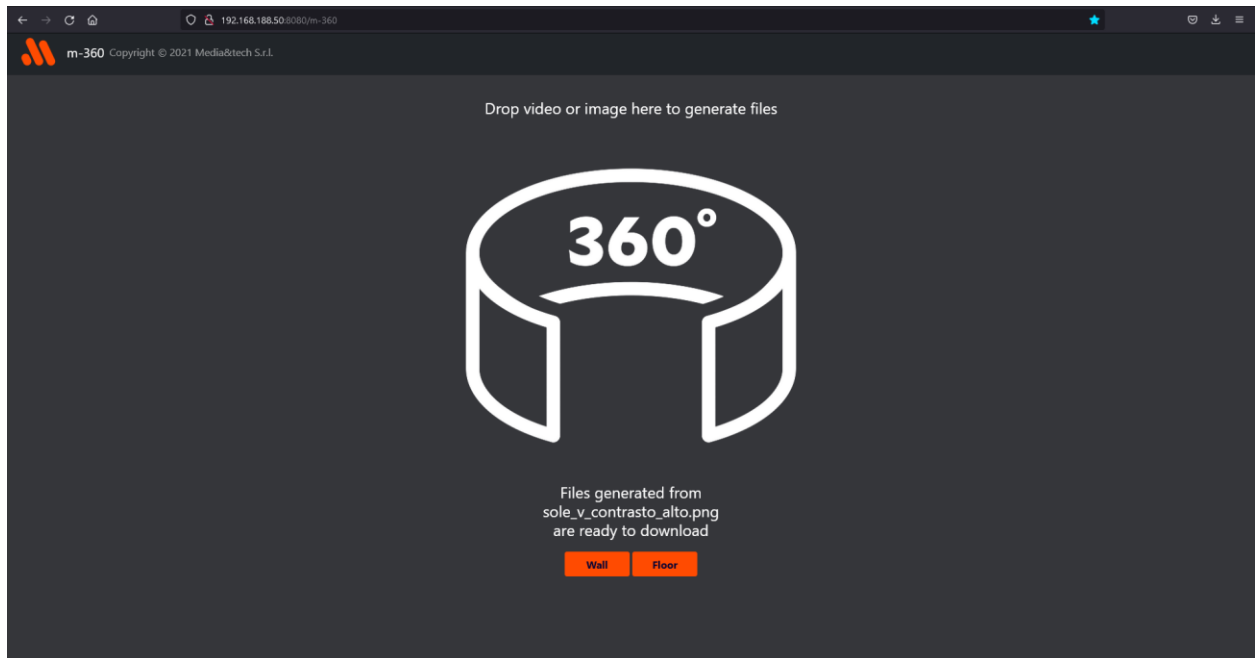 192.168.188.50:8080/m-360
m-360 Copyright © 2021 Media&tech S.r.l.
Drop video or image here to generate files
360°
Files generated from
sole_v_contrasto_alto.png
are ready to download
Wall Floor